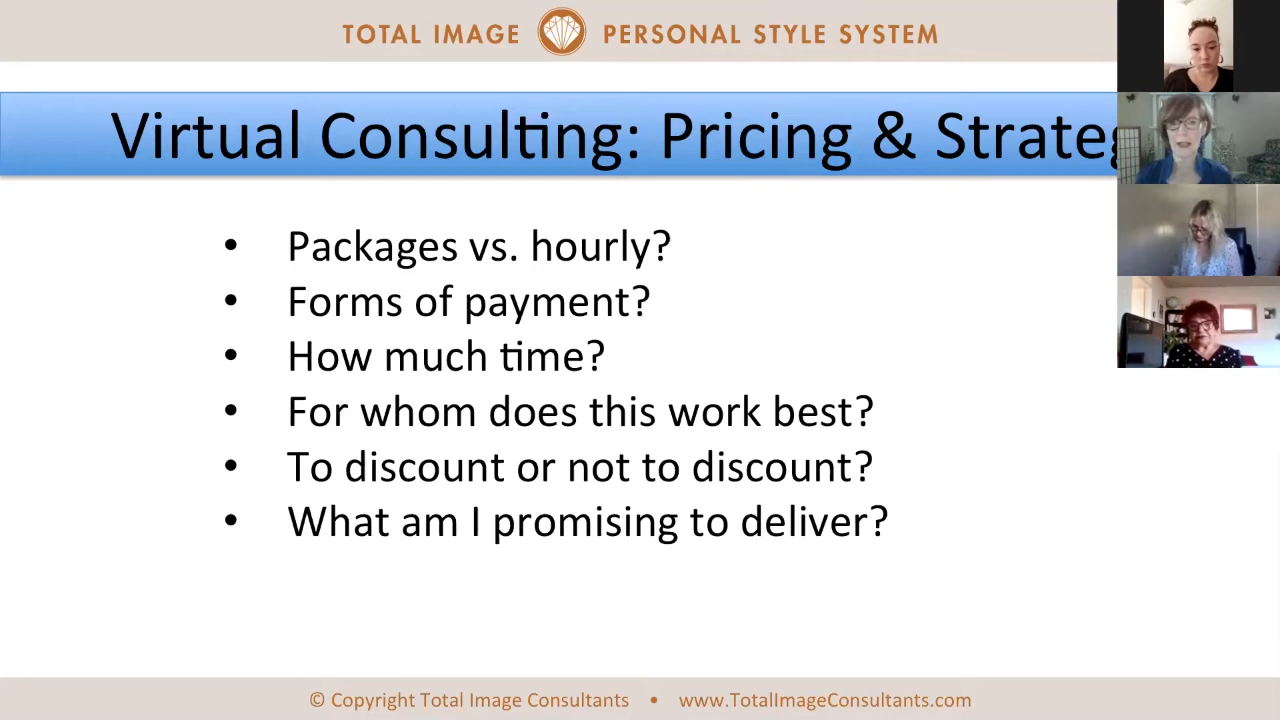 TOTAL IMAGE PERSONAL STYLE SYSTEM
Virtual Consulting: Pricing &
• Packages vs. hourly?
• Forms of payment?
• How much time?
• For whom does this work best?
• To discount or not to discount?
• What am I promising to deliver?
© Copyright Total Image Consultants • www.TotalImageConsultants.com